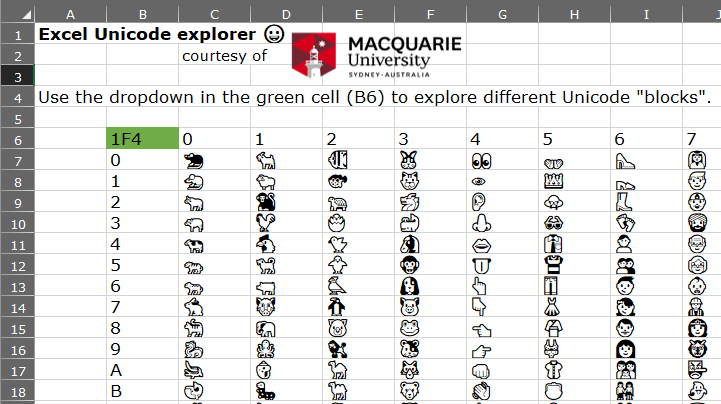 A B C D E F G H I J
1 Excel Unicode explorer 😀
MACQUARIE
2 courtesy of
University
SYDNEY·AUSTRALIA
3
4 Use the dropdown in the green cell (B6) to explore different Unicode "blocks".
5
6 1F4 0 1 2 3 4 5 6 7
7 0 🐀 🐐 🐠 🐰 👀 👐 👠 👰
8 1 🐁 🐑 🐡 🐱 👁 👑 👡 👱
9 2 🐂 🐒 🐢 🐲 👂 👒 👢 👲
10 3 🐃 🐓 🐣 🐳 👃 👓 👣 👳
11 4 🐄 🐔 🐤 🐴 👄 👔 👤 👴
12 5 🐅 🐕 🐥 🐵 👅 👕 👥 👵
13 6 🐆 🐖 🐦 🐶 👆 👖 👦 👶
14 7 🐇 🐗 🐧 🐷 👇 👗 👧 👷
15 8 🐈 🐘 🐨 🐸 👈 👘 👨 👸
16 9 🐉 🐙 🐩 🐹 👉 👙 👩 👹
17 A 🐊 🐚 🐪 🐺 👊 👚 👪 👺
18 B 🐋 🐛 🐫 🐻 👋 👛 👫 👻